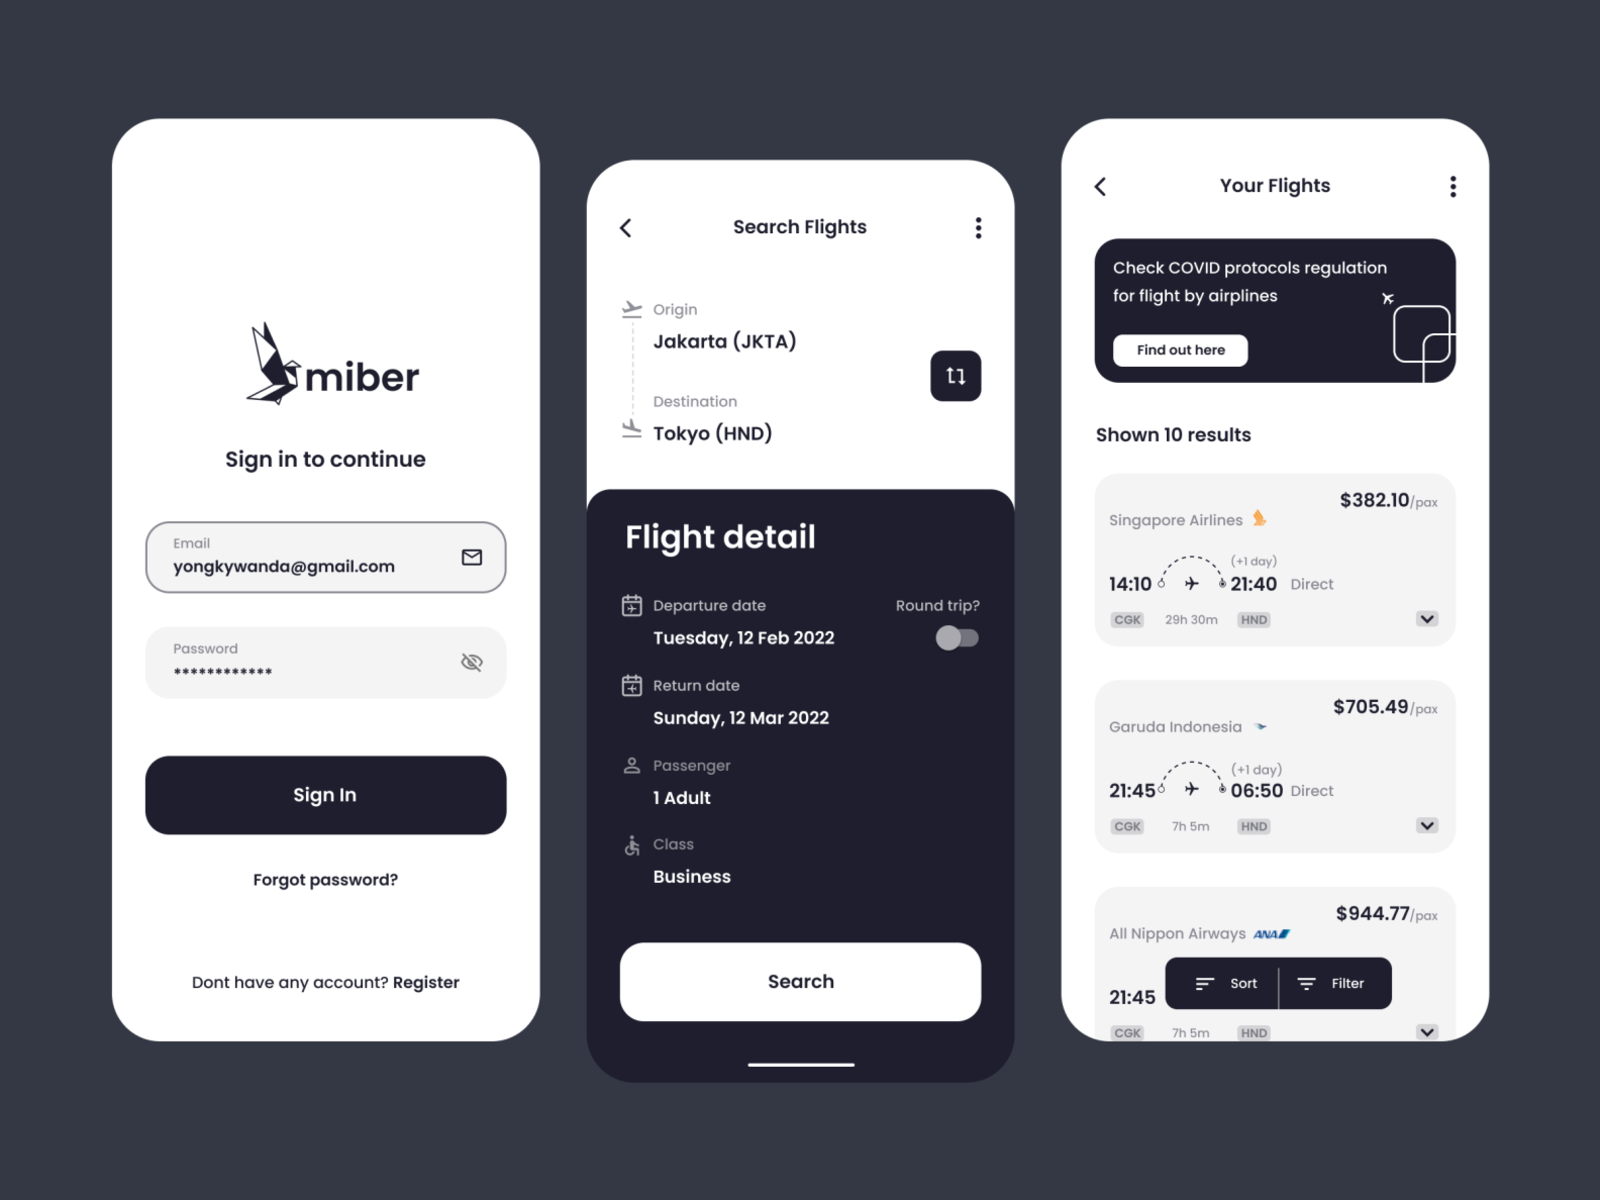 miber
Sign in to continue
Email
yongkywanda@gmail.com
Password
************
Sign In
Forgot password?
Dont have any account? Register
Search Flights
Origin
Jakarta (JKTA)
Destination
Tokyo (HND)
Flight detail
Departure date
Round trip?
Tuesday, 12 Feb 2022
Return date
Sunday, 12 Mar 2022
Passenger
1 Adult
Class
Business
Search
Your Flights
Check COVID protocols regulation
for flight by airplines
Find out here
Shown 10 results
$382.10/pax
Singapore Airlines
(+1 day)
14:10 21:40 Direct
CGK 29h 30m HND
$705.49/pax
Garuda Indonesia
(+1 day)
21:45 06:50 Direct
CGK 7h 5m HND
$944.77/pax
All Nippon Airways ANA
Sort Filter
21:45
CGK 7h 5m HND